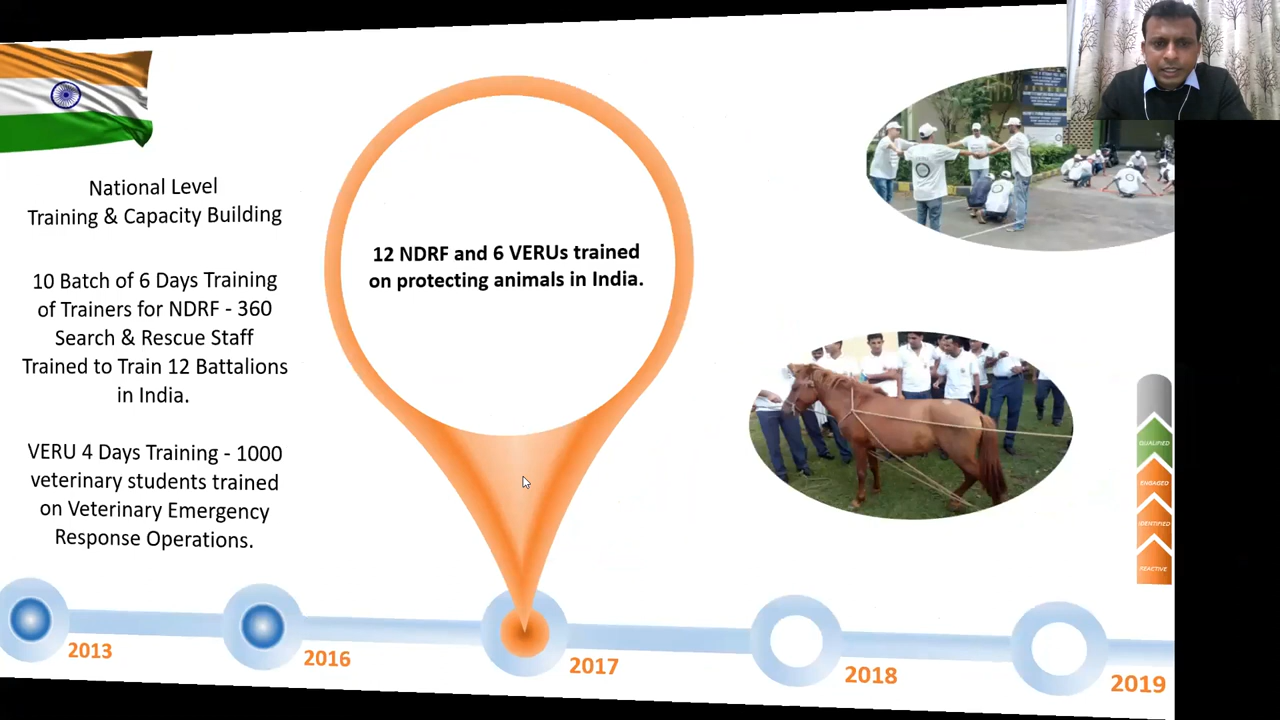 National Level
Training & Capacity Building
10 Batch of 6 Days Training
of Trainers for NDRF - 360
Search & Rescue Staff
Trained to Train 12 Battalions
in India.
VERU 4 Days Training - 1000
veterinary students trained
on Veterinary Emergency
Response Operations.
12 NDRF and 6 VERUs trained
on protecting animals in India.
QUALIFIED
ENGAGED
IDENTIFIED
REACTIVE
2013
2016
2017
2018
2019